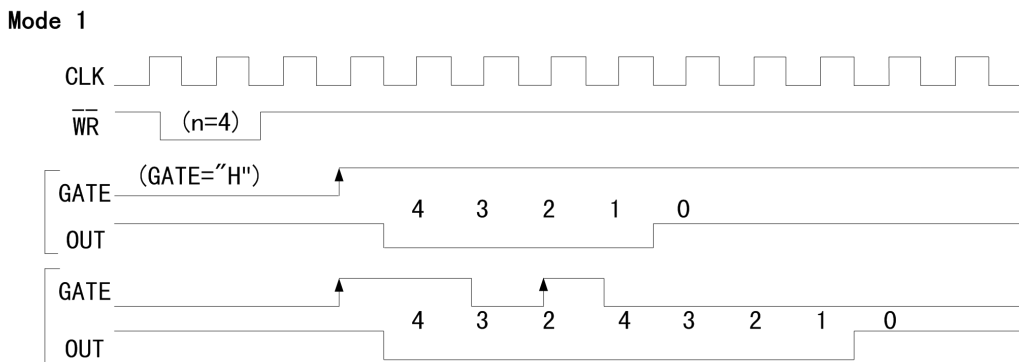 Mode 1
CLK
W̅R̅ (n=4)
(GATE="H")
GATE
4 3 2 1 0
OUT
GATE
4 3 2 4 3 2 1 0
OUT